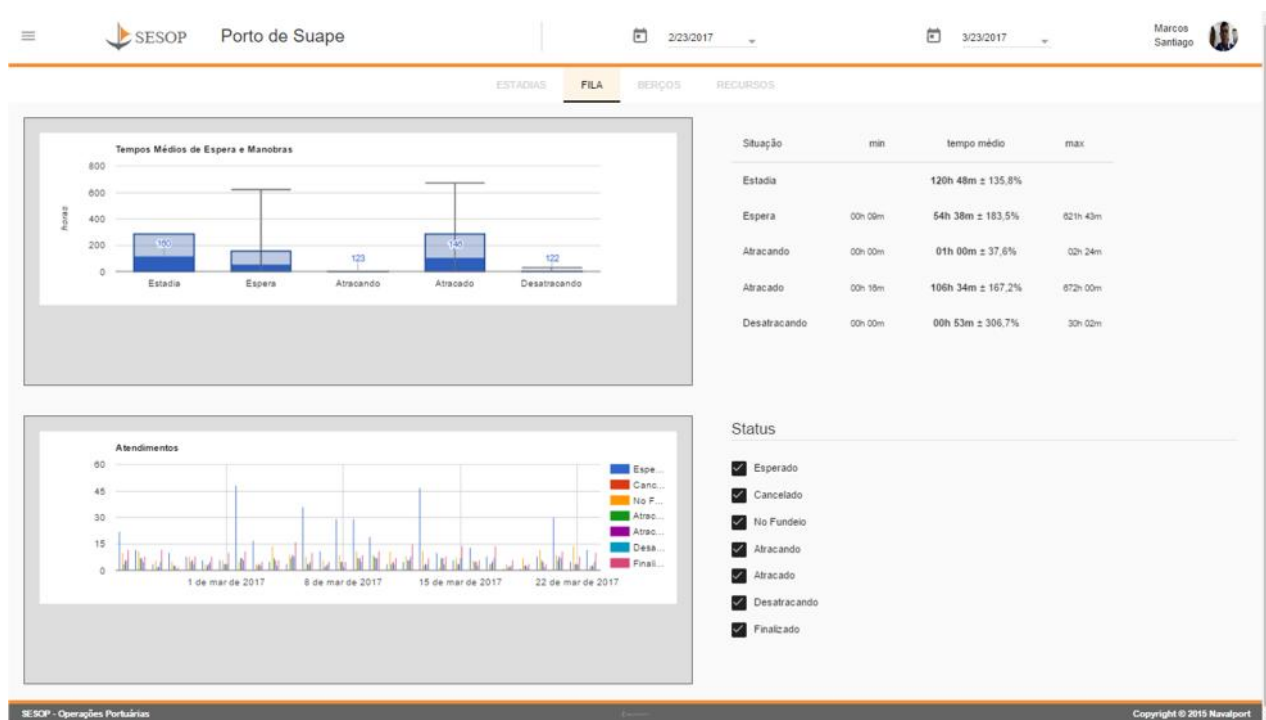 SESOP
Porto de Suape
2/23/2017
3/23/2017
Marcos
Santiago
ESTADIAS FILA BERÇOS RECURSOS
Tempos Médios de Espera e Manobras
800
600
400
200
0
horas
160
123
146
122
Estadia Espera Atracando Atracado Desatracando
Situação min tempo médio max
Estadia 120h 48m ± 135,8%
Espera 00h 09m 54h 38m ± 183,5% 621h 43m
Atracando 00h 00m 01h 00m ± 37,6% 02h 24m
Atracado 00h 16m 106h 34m ± 167,2% 672h 00m
Desatracando 00h 00m 00h 53m ± 306,7% 30h 02m
Atendimentos
60
45
30
15
0
1 de mar de 2017 8 de mar de 2017 15 de mar de 2017 22 de mar de 2017
Espe...
Canc...
No F...
Atrac...
Atrac...
Desa...
Finali...
Status
Esperado
Cancelado
No Fundeio
Atracando
Atracado
Desatracando
Finalizado
SESOP - Operações Portuárias
Copyright © 2015 Navalport